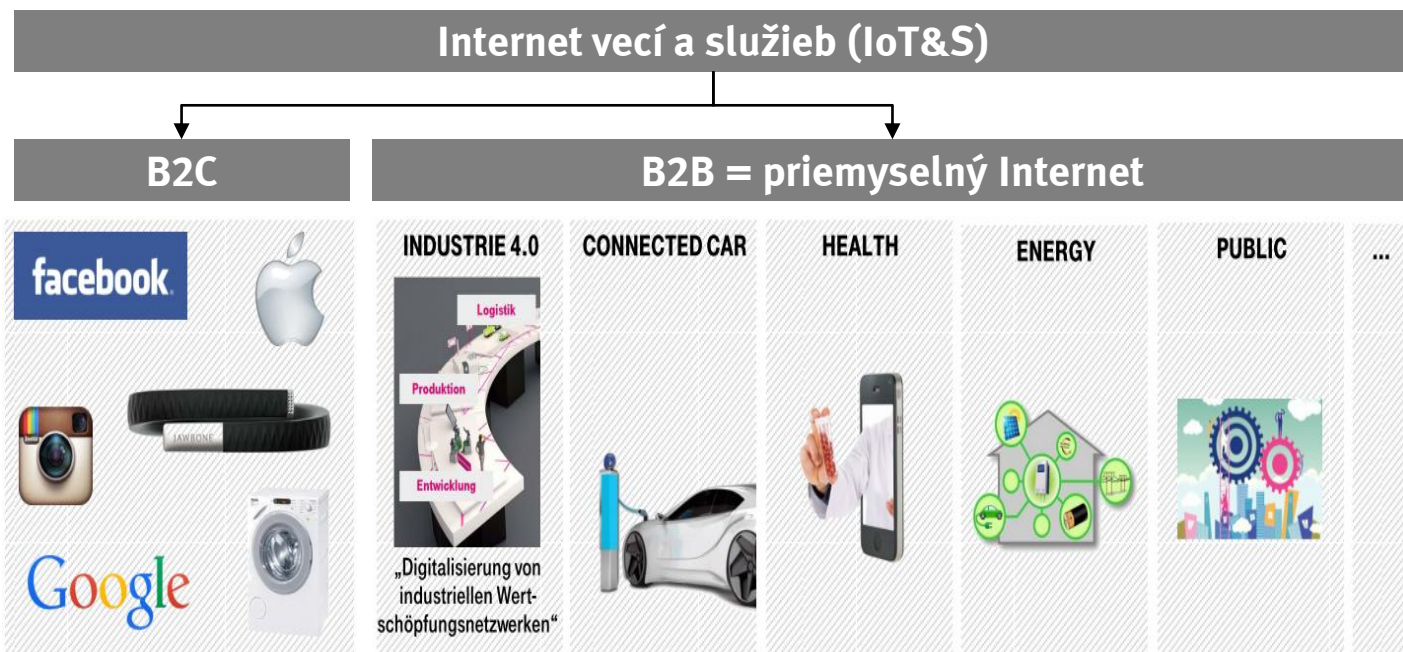 Internet vecí a služieb (IoT&S)
B2C
B2B = priemyselný Internet
facebook
JAWBONE
Google
INDUSTRIE 4.0
Logistik
Produktion
Entwicklung
„Digitalisierung von
industriellen Wert-
schöpfungsnetzwerken“
CONNECTED CAR
HEALTH
ENERGY
PUBLIC
...